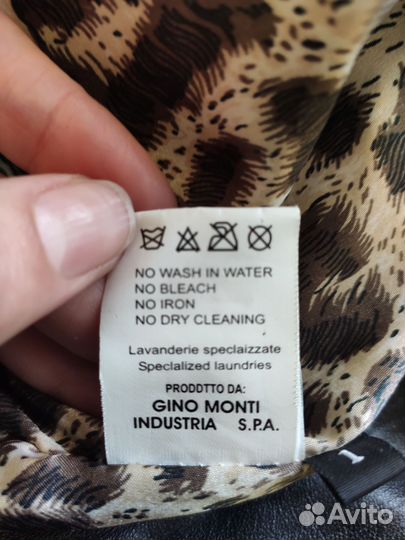 NO WASH IN WATER
NO BLEACH
NO IRON
NO DRY CLEANING
Lavanderie speclaizzate
Specialized laundries
PRODDTTO DA:
GINO MONTI
INDUSTRIA S.P.A.
1
Avito